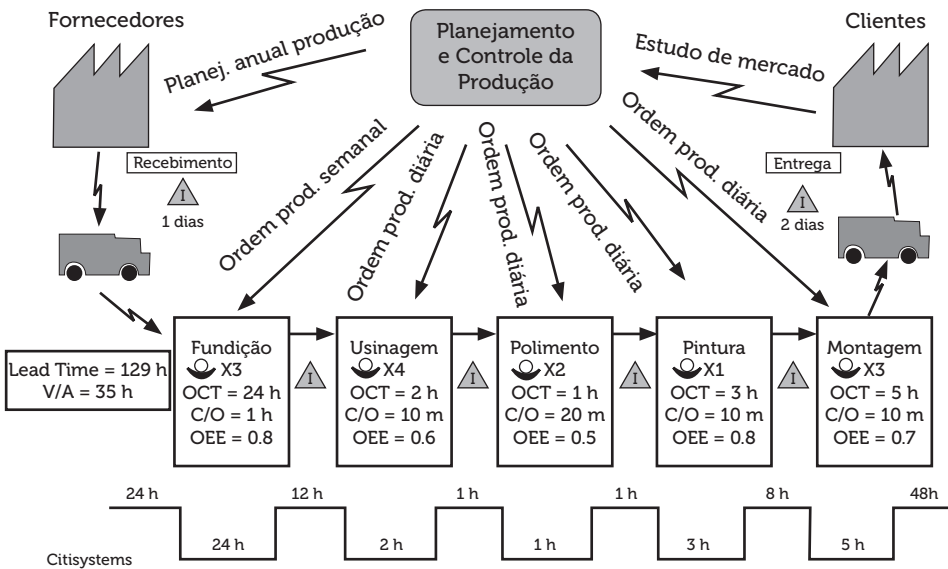 Fornecedores
Planej. anual produção
Planejamento
e Controle da
Produção
Estudo de mercado
Clientes
Recebimento
I
1 dias
Ordem prod. semanal
Ordem prod. diária
Ordem prod. diária
Ordem prod. diária
Ordem prod. diária
Entrega
I
2 dias
Lead Time = 129 h
V/A = 35 h
Fundição
X3
OCT = 24 h
C/O = 1 h
OEE = 0.8
I
Usinagem
X4
OCT = 2 h
C/O = 10 m
OEE = 0.6
I
Polimento
X2
OCT = 1 h
C/O = 20 m
OEE = 0.5
I
Pintura
X1
OCT = 3 h
C/O = 10 m
OEE = 0.8
I
Montagem
X3
OCT = 5 h
C/O = 10 m
OEE = 0.7
24 h
12 h
1 h
1 h
8 h
48h
24 h
2 h
1 h
3 h
5 h
Citisystems